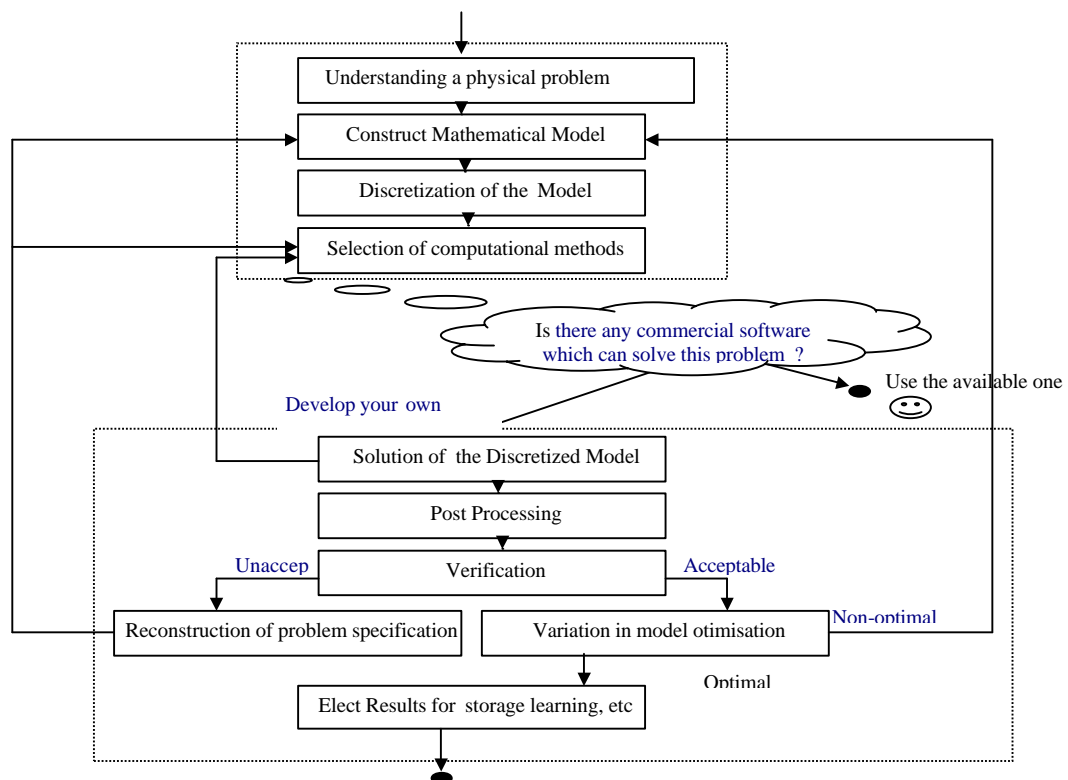 Understanding a physical problem
Construct Mathematical Model
Discretization of the Model
Selection of computational methods
Is there any commercial software
which can solve this problem ?
Use the available one
Develop your own
Solution of the Discretized Model
Post Processing
Unaccep
Verification
Acceptable
Reconstruction of problem specification
Variation in model otimisation
Non-optimal
Optimal
Elect Results for storage learning, etc